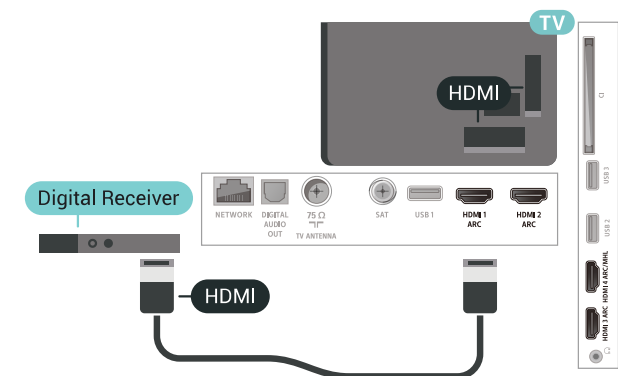 TV
HDMI
CI
USB 3
Digital Receiver
NETWORK
DIGITAL
AUDIO
OUT
75 Ω
TV ANTENNA
SAT
USB 1
HDMI 1
ARC
HDMI 2
ARC
USB 2
HDMI 4 ARC/MHL
HDMI 3 ARC
HDMI